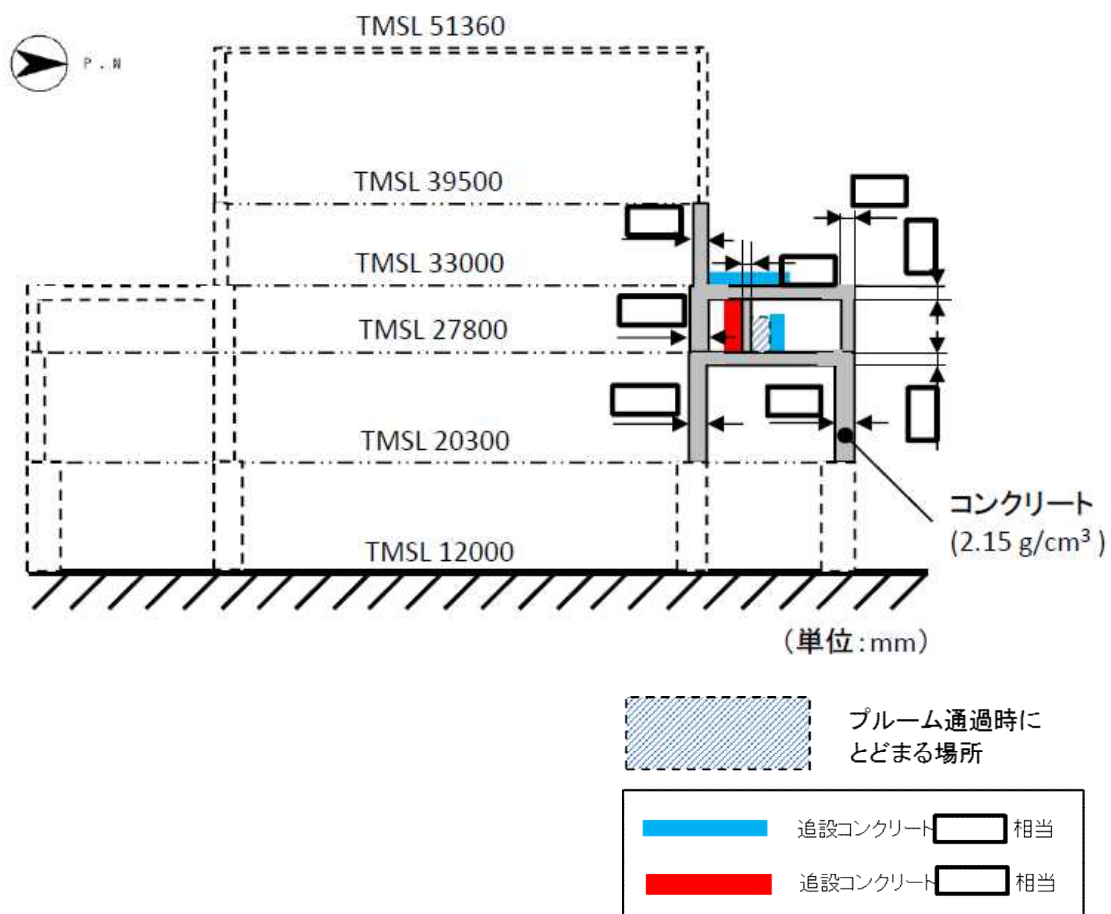 TMSL 51360
P.N
TMSL 39500
TMSL 33000
TMSL 27800
TMSL 20300
コンクリート
(2.15 g/cm³ )
TMSL 12000
（単位:mm）
プルーム通過時に
とどまる場所
追設コンクリート 相当
追設コンクリート 相当